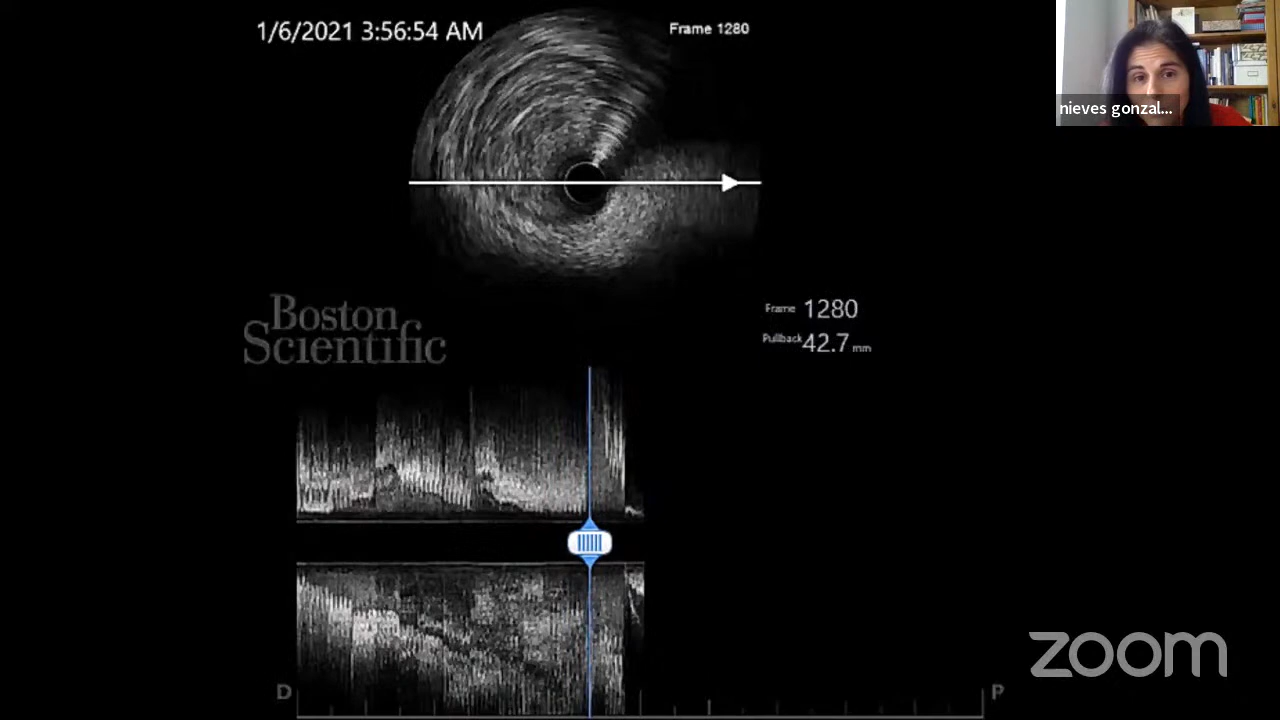 1/6/2021 3:56:54 AM
Frame 1280
nieves gonzal...
Boston
Scientific
Frame 1280
Pullback 42.7 mm
D
P
zoom